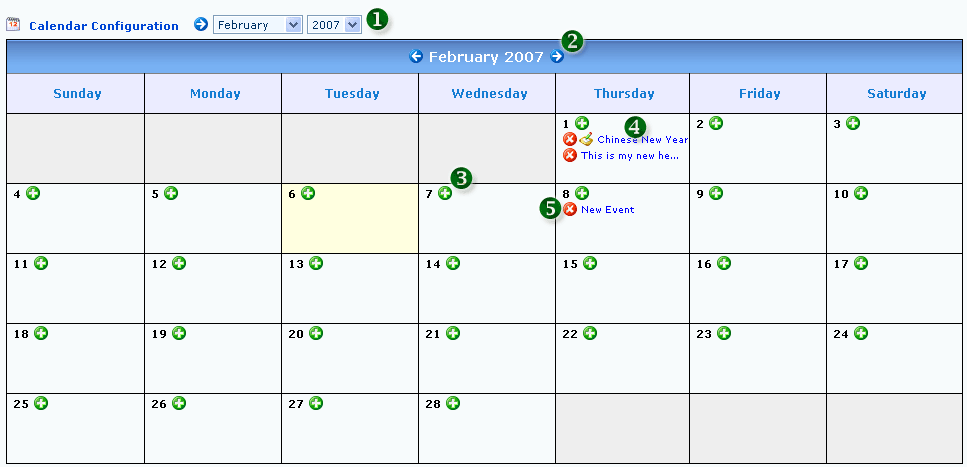 12 Calendar Configuration February 2007 1
February 2007 2
Sunday Monday Tuesday Wednesday Thursday Friday Saturday
1 4 2 3
Chinese New Year
This is my new he...
3
4 5 6 7 8 9 10
5 New Event
11 12 13 14 15 16 17
18 19 20 21 22 23 24
25 26 27 28